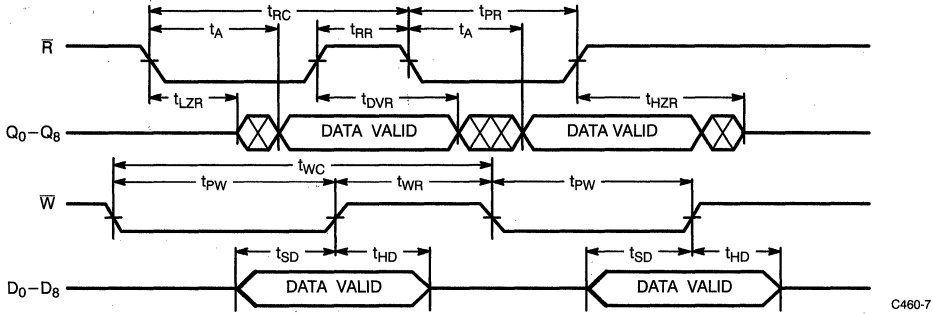 tRC tPR
tA tRR tA
R̅
tLZR tDVR tHZR
Q0–Q8 DATA VALID DATA VALID
tWC
tPW tWR tPW
W̅
tSD tHD tSD tHD
D0–D8 DATA VALID DATA VALID
C460-7